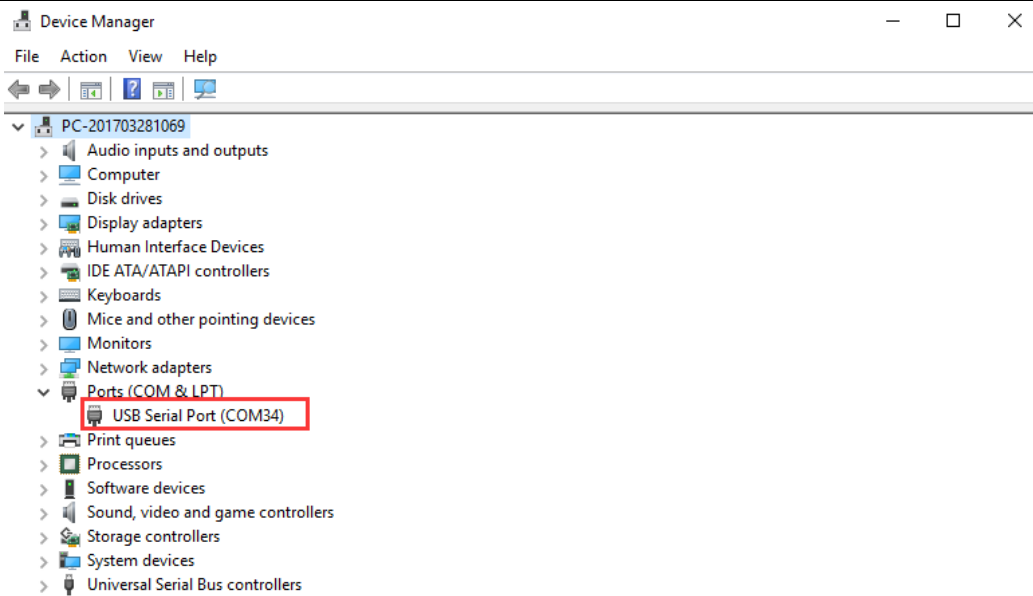 Device Manager
File Action View Help
PC-201703281069
Audio inputs and outputs
Computer
Disk drives
Display adapters
Human Interface Devices
IDE ATA/ATAPI controllers
Keyboards
Mice and other pointing devices
Monitors
Network adapters
Ports (COM & LPT)
USB Serial Port (COM34)
Print queues
Processors
Software devices
Sound, video and game controllers
Storage controllers
System devices
Universal Serial Bus controllers